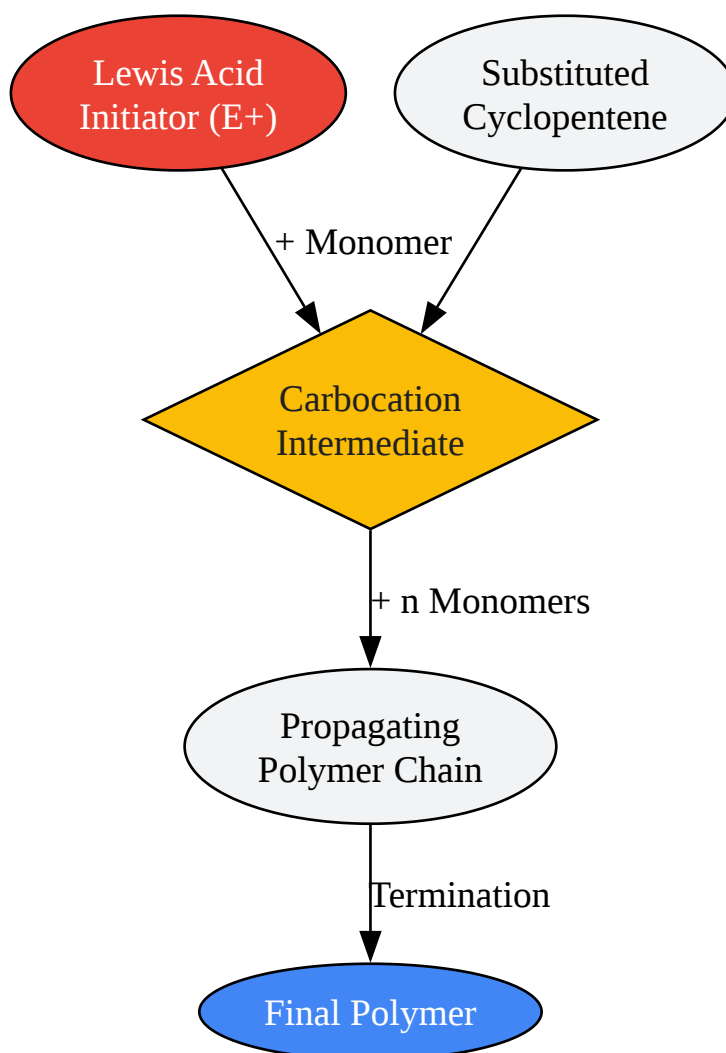 Lewis Acid
Initiator (E+)
Substituted
Cyclopentene
+ Monomer
Carbocation
Intermediate
+ n Monomers
Propagating
Polymer Chain
Termination
Final Polymer